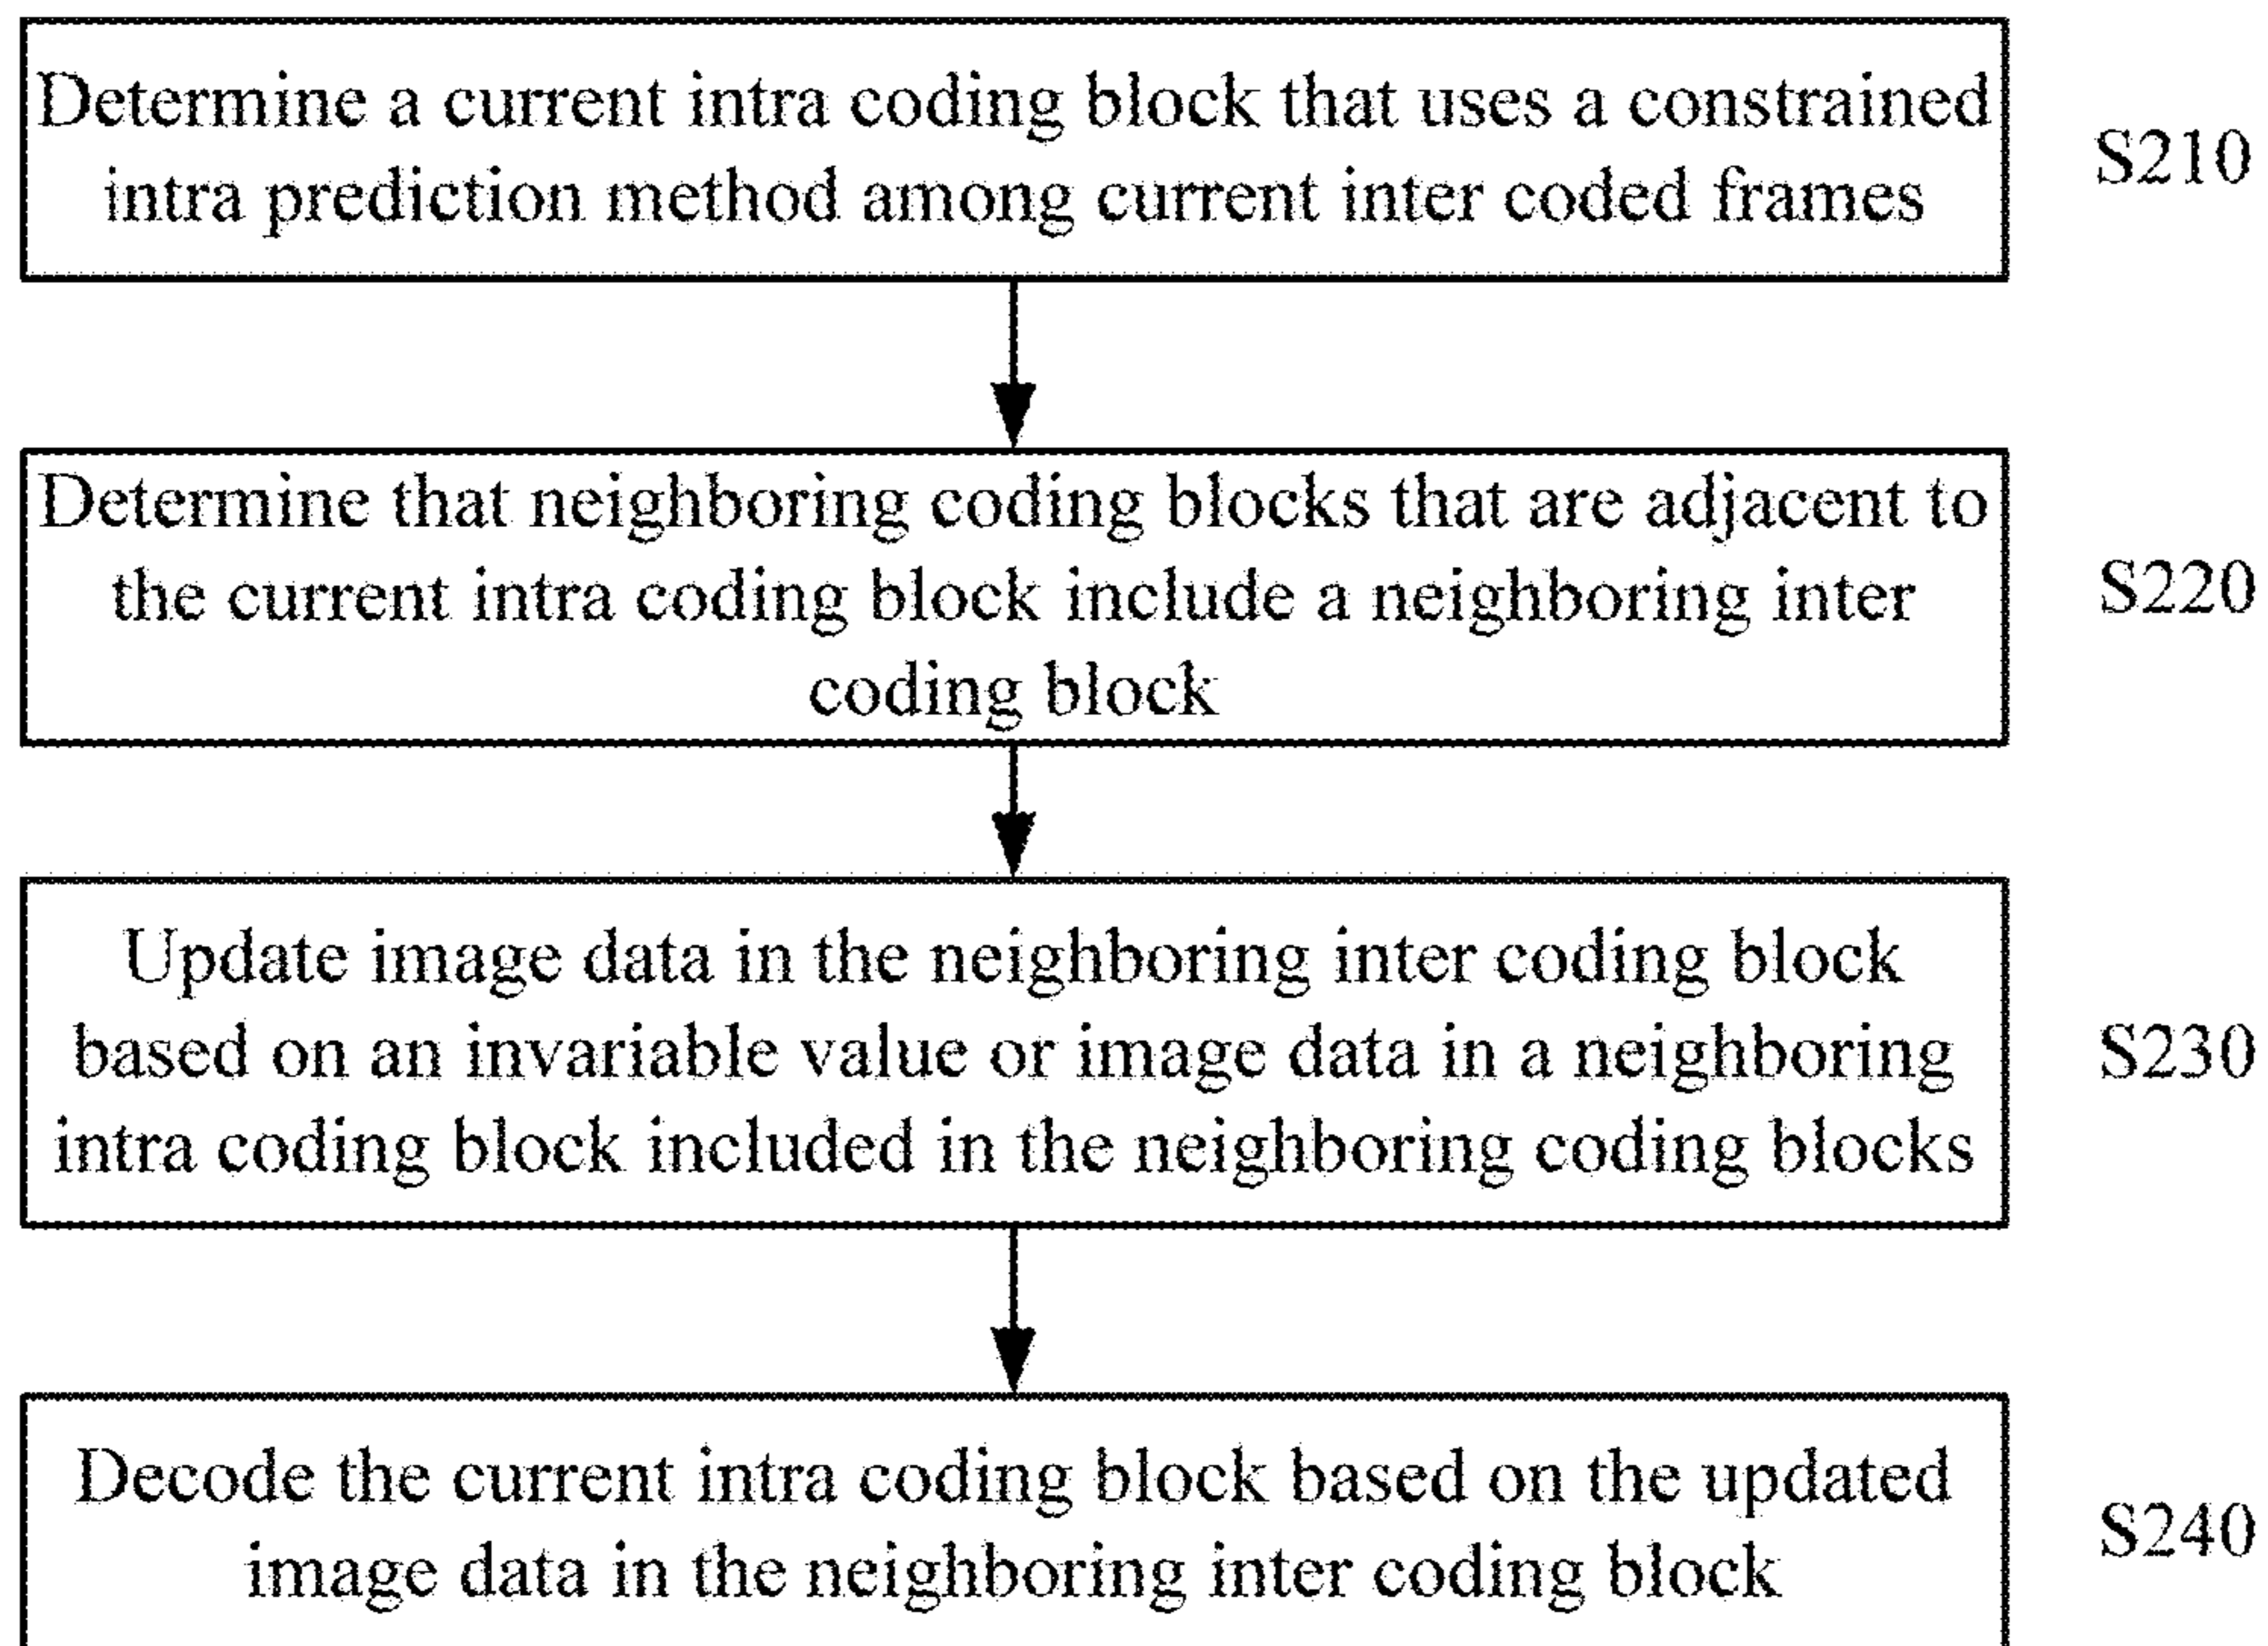 Determine a current intra coding block that uses a constrained
intra prediction method among current inter coded frames
S210
Determine that neighboring coding blocks that are adjacent to
the current intra coding block include a neighboring inter
coding block
S220
Update image data in the neighboring inter coding block
based on an invariable value or image data in a neighboring
intra coding block included in the neighboring coding blocks
S230
Decode the current intra coding block based on the updated
image data in the neighboring inter coding block
S240